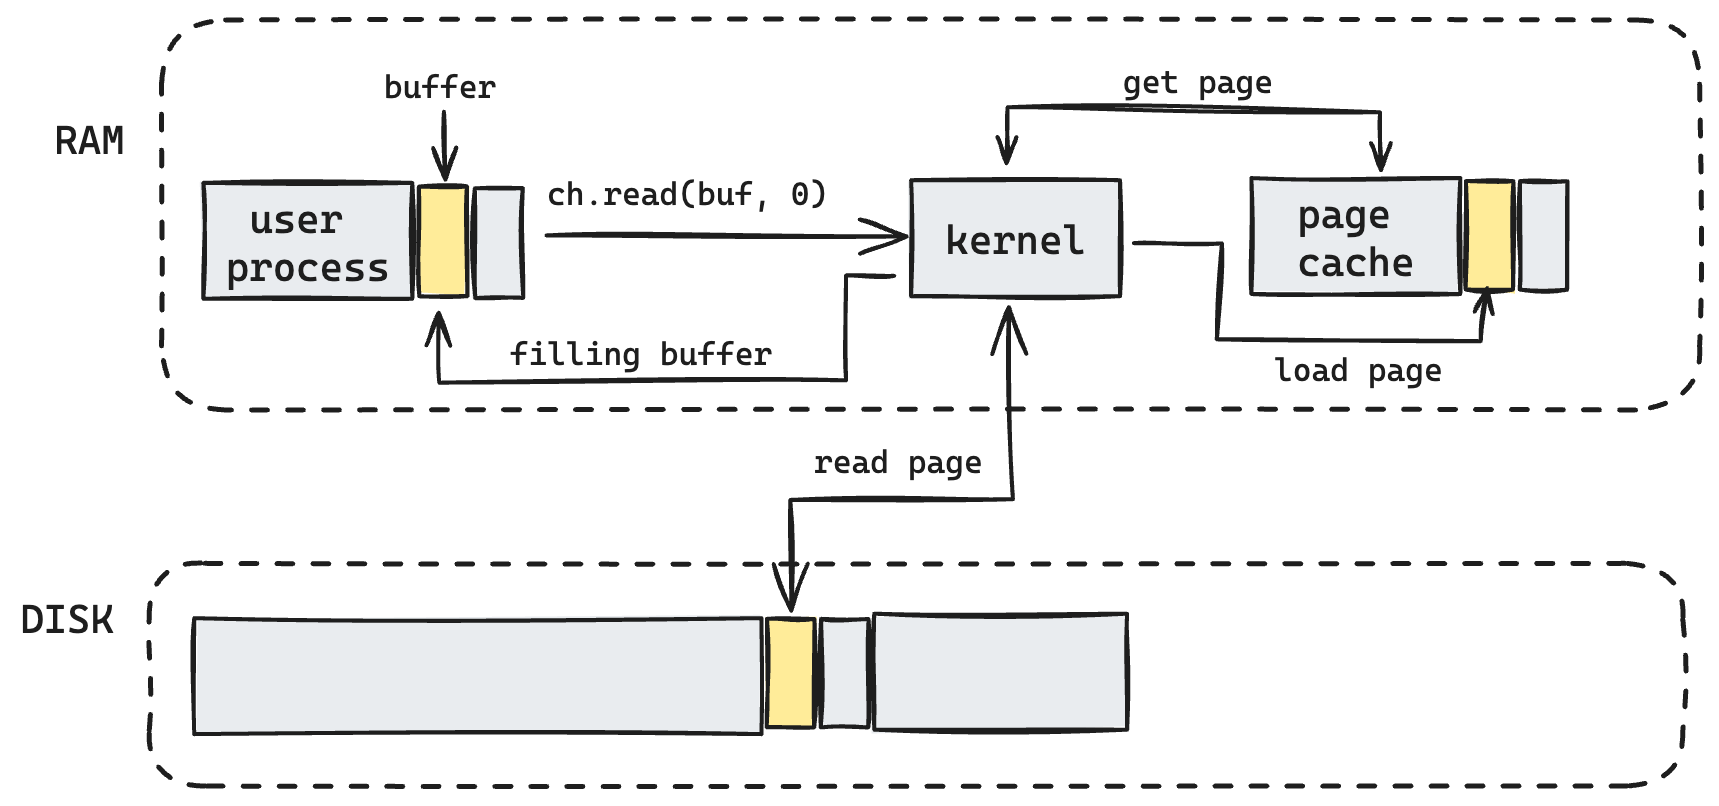 buffer
get page
RAM
ch.read(buf, 0)
user
process
kernel
page
cache
filling buffer
load page
read page
DISK